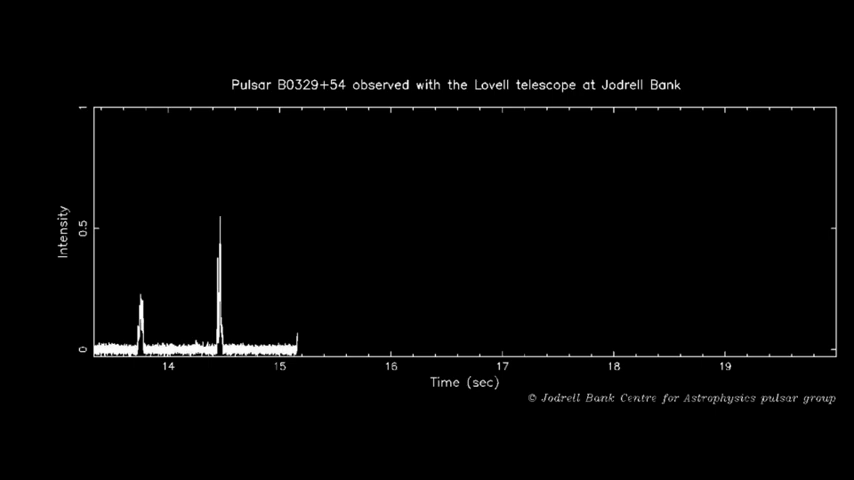 Pulsar B0329+54 observed with the Lovell telescope at Jodrell Bank
1
0.5
0
Intensity
14 15 16 17 18 19
Time (sec)
© Jodrell Bank Centre for Astrophysics pulsar group